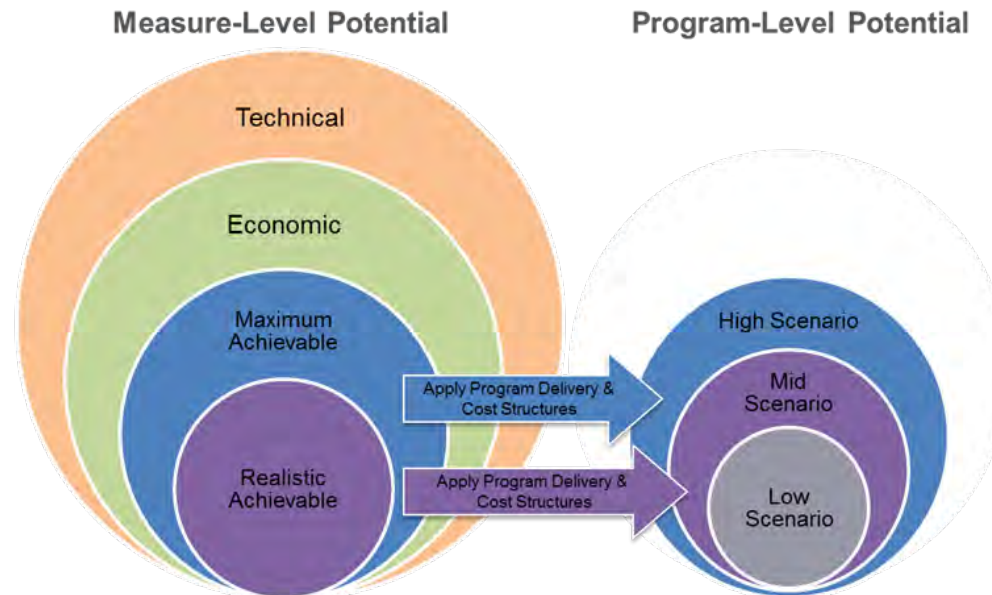 Measure-Level Potential
Program-Level Potential
Technical
Economic
Maximum
Achievable
Realistic
Achievable
Apply Program Delivery &
Cost Structures
Apply Program Delivery &
Cost Structures
High Scenario
Mid
Scenario
Low
Scenario